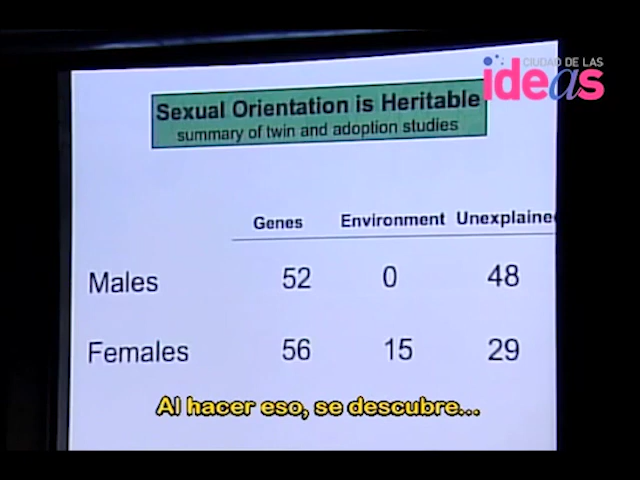 CIUDAD DE LAS
ideas
Sexual Orientation is Heritable
summary of twin and adoption studies
Genes Environment Unexplained
Males 52 0 48
Females 56 15 29
Al hacer eso, se descubre...